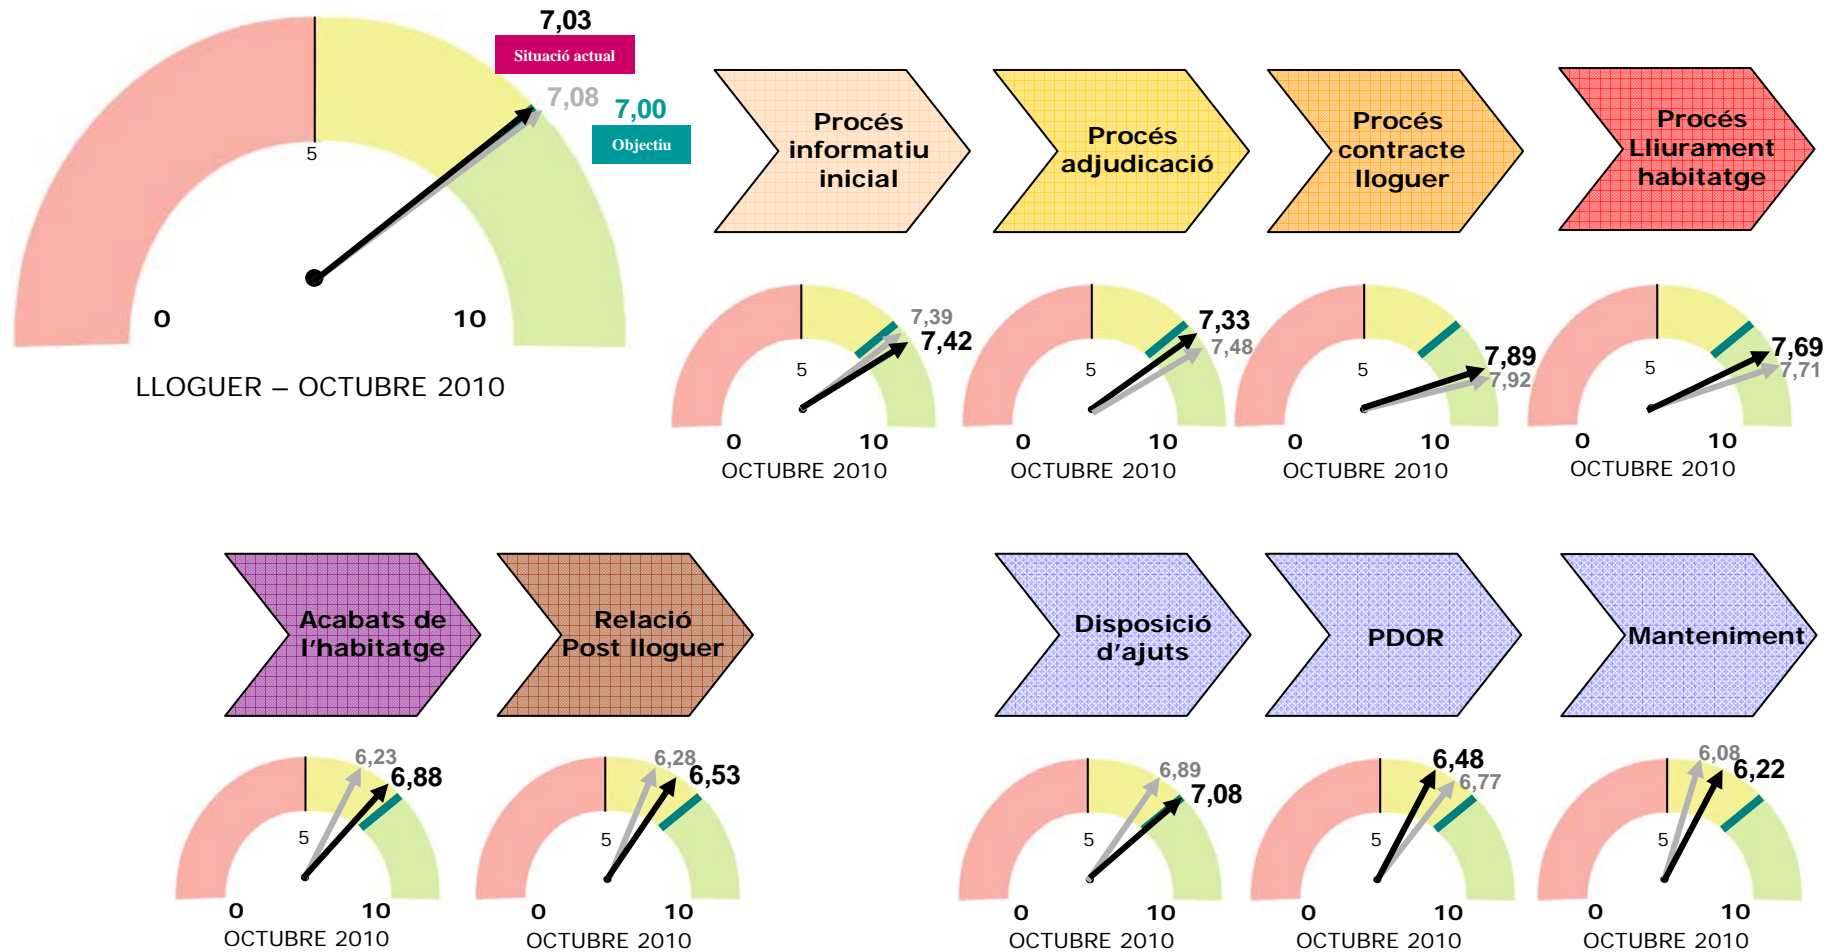 7,03
Situació actual
7,08
7,00
Objectiu
5
0
10
LLOGUER – OCTUBRE 2010
Procés
informatiu
inicial
Procés
adjudicació
Procés
contracte
lloguer
Procés
Lliurament
habitatge
7,39
7,42
5
0
10
OCTUBRE 2010
7,33
7,48
5
0
10
OCTUBRE 2010
7,89
7,92
5
0
10
OCTUBRE 2010
7,69
7,71
5
0
10
OCTUBRE 2010
Acabats de
l'habitatge
Relació
Post lloguer
Disposició
d'ajuts
PDOR
Manteniment
6,23
6,88
5
0
10
OCTUBRE 2010
6,28
6,53
5
0
10
OCTUBRE 2010
6,89
7,08
5
0
10
OCTUBRE 2010
6,48
6,77
5
0
10
OCTUBRE 2010
6,08
6,22
5
0
10
OCTUBRE 2010